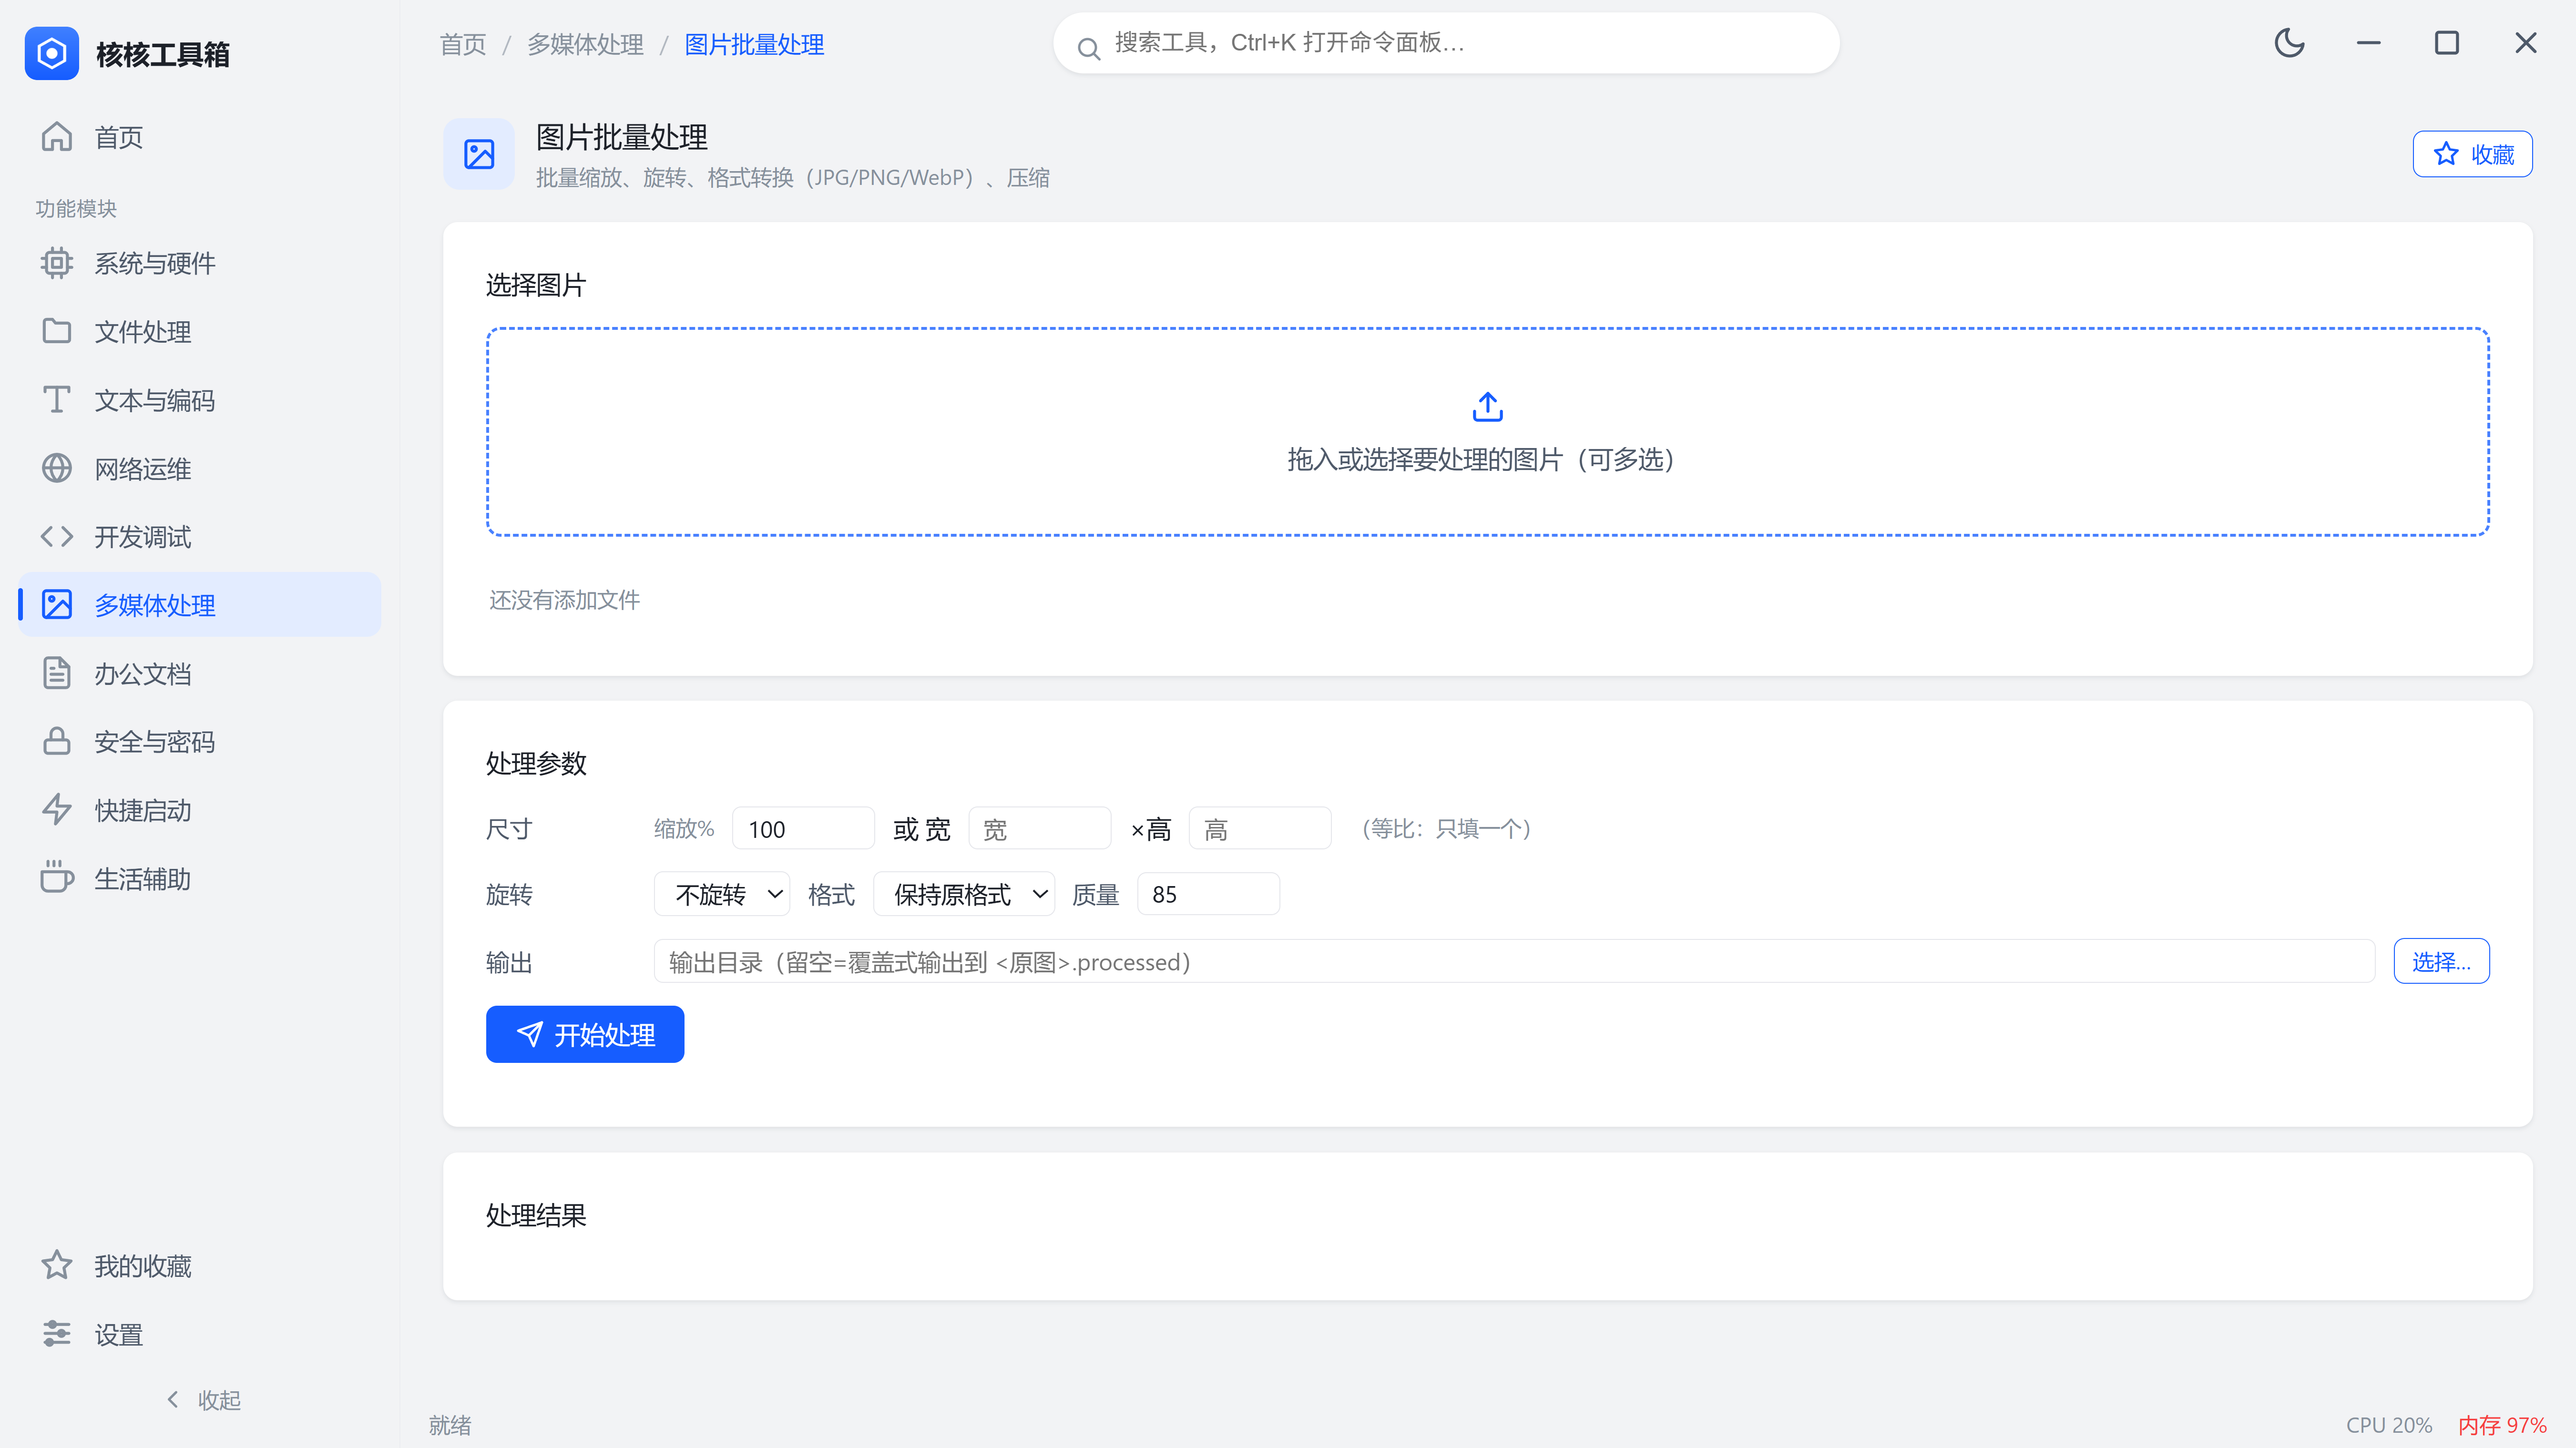 核核工具箱
首页 / 多媒体处理 / 图片批量处理
搜索工具，Ctrl+K 打开命令面板…
首页
功能模块
系统与硬件
文件处理
文本与编码
网络运维
开发调试
多媒体处理
办公文档
安全与密码
快捷启动
生活辅助
我的收藏
设置
收起
图片批量处理
批量缩放、旋转、格式转换（JPG/PNG/WebP）、压缩
收藏
选择图片
拖入或选择要处理的图片（可多选）
还没有添加文件
处理参数
尺寸 缩放% 100 或 宽 宽 ×高 高 （等比：只填一个）
旋转 不旋转 格式 保持原格式 质量 85
输出 输出目录（留空=覆盖式输出到 <原图>.processed） 选择...
开始处理
处理结果
就绪
CPU 20% 内存 97%